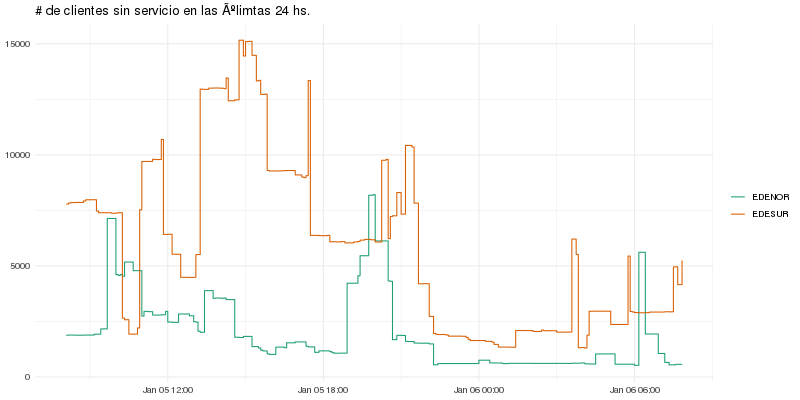 # de clientes sin servicio en las Ãºlimtas 24 hs.
15000
10000
5000
0
Jan 05 12:00
Jan 05 18:00
Jan 06 00:00
Jan 06 06:00
EDENOR
EDESUR